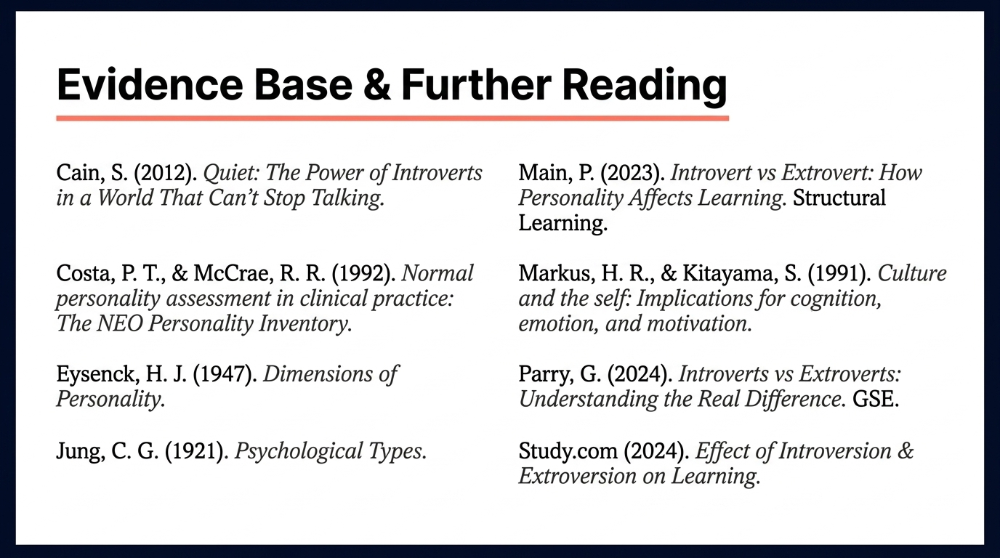 Evidence Base & Further Reading
Cain, S. (2012). Quiet: The Power of Introverts
in a World That Can’t Stop Talking.
Costa, P. T., & McCrae, R. R. (1992). Normal
personality assessment in clinical practice:
The NEO Personality Inventory.
Eysenck, H. J. (1947). Dimensions of
Personality.
Jung, C. G. (1921). Psychological Types.
Main, P. (2023). Introvert vs Extrovert: How
Personality Affects Learning. Structural
Learning.
Markus, H. R., & Kitayama, S. (1991). Culture
and the self: Implications for cognition,
emotion, and motivation.
Parry, G. (2024). Introverts vs Extroverts:
Understanding the Real Difference. GSE.
Study.com (2024). Effect of Introversion &
Extroversion on Learning.